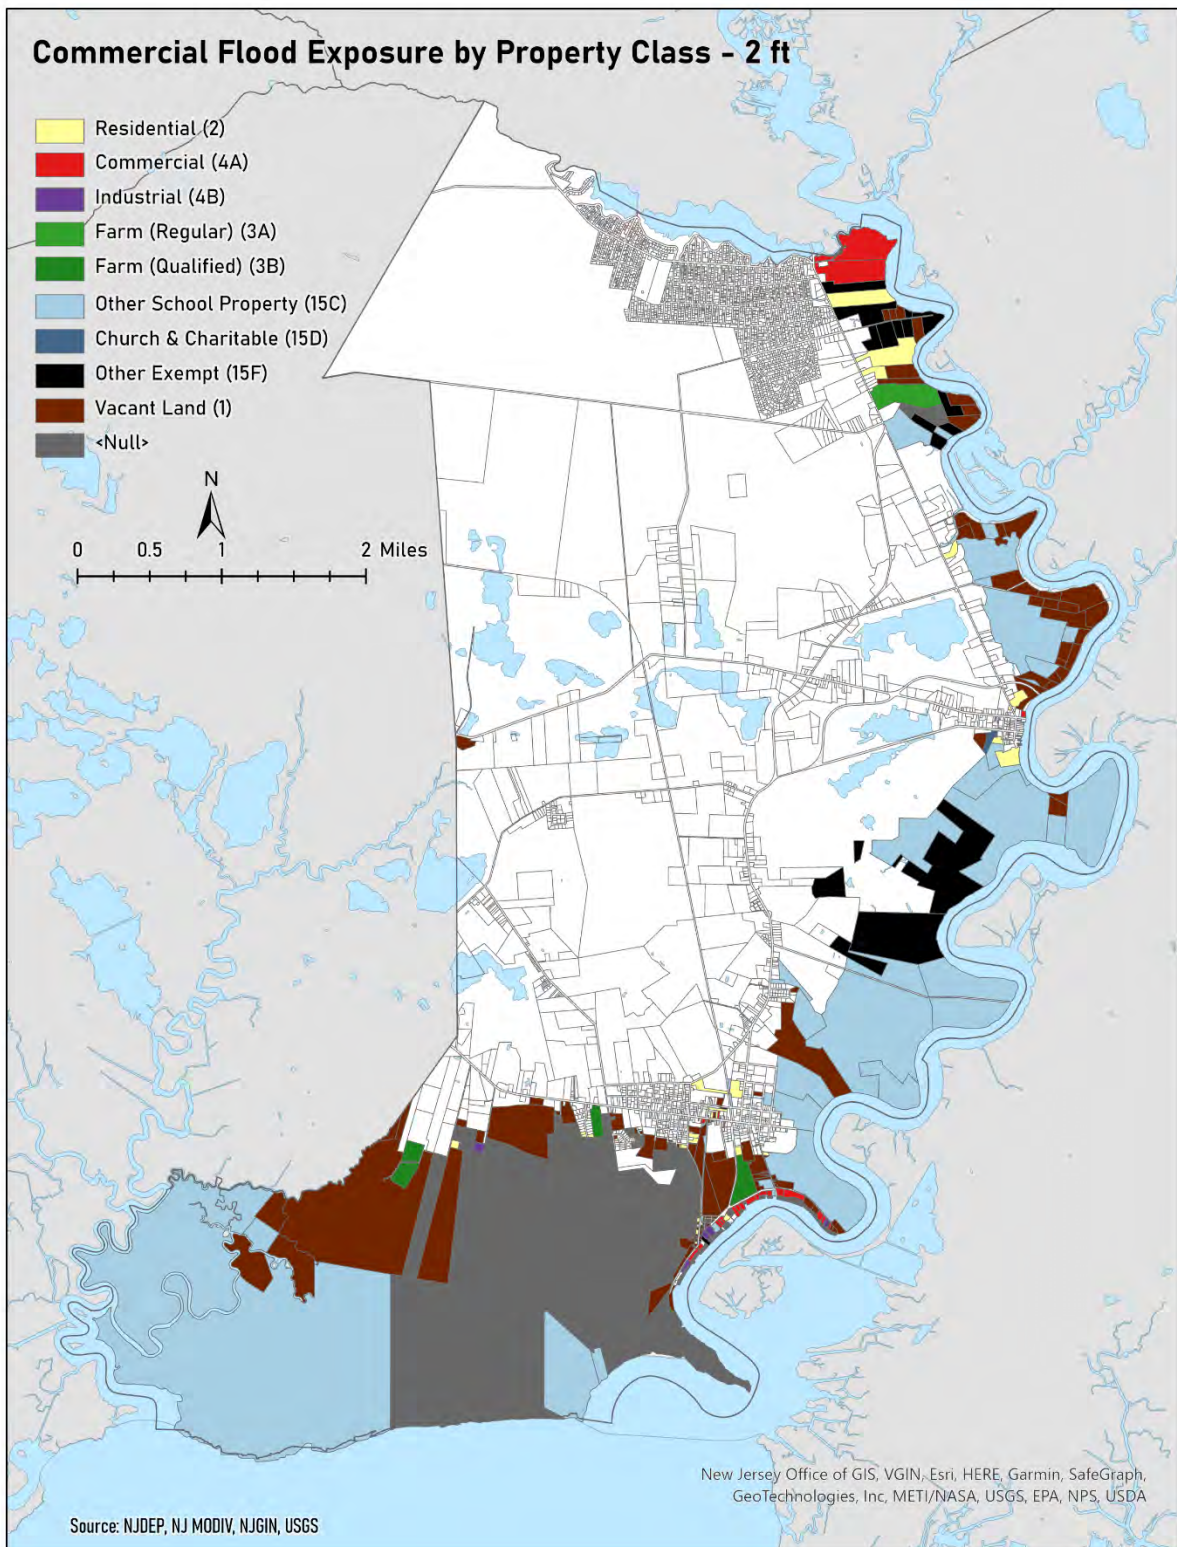 Commercial Flood Exposure by Property Class - 2 ft
Residential (2)
Commercial (4A)
Industrial (4B)
Farm (Regular) (3A)
Farm (Qualified) (3B)
Other School Property (15C)
Church & Charitable (15D)
Other Exempt (15F)
Vacant Land (1)
<Null>
N
0 0.5 1 2 Miles
New Jersey Office of GIS, VGIN, Esri, HERE, Garmin, SafeGraph,
GeoTechnologies, Inc, METI/NASA, USGS, EPA, NPS, USDA
Source: NJDEP, NJ MODIV, NJGIN, USGS